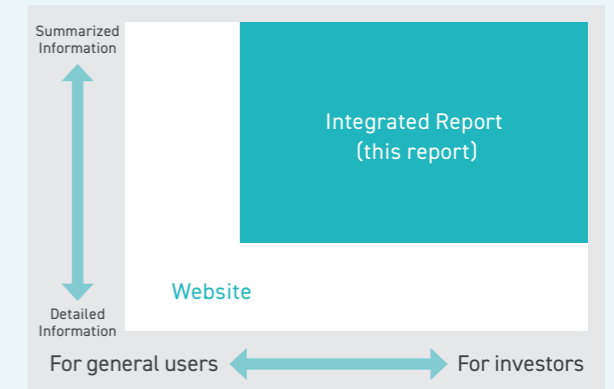 Summarized
Information
Integrated Report
(this report)
Website
Detailed
Information
For general users
For investors